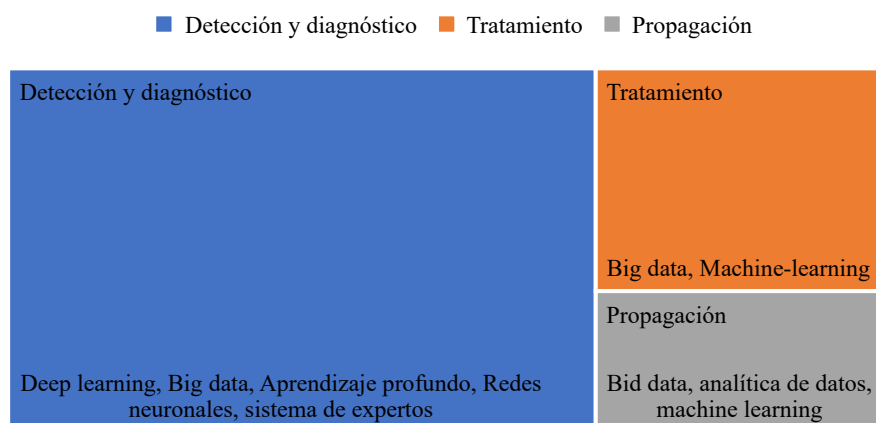 Detección y diagnóstico Tratamiento Propagación
Detección y diagnóstico
Deep learning, Big data, Aprendizaje profundo, Redes
neuronales, sistema de expertos
Tratamiento
Big data, Machine-learning
Propagación
Bid data, analítica de datos,
machine learning